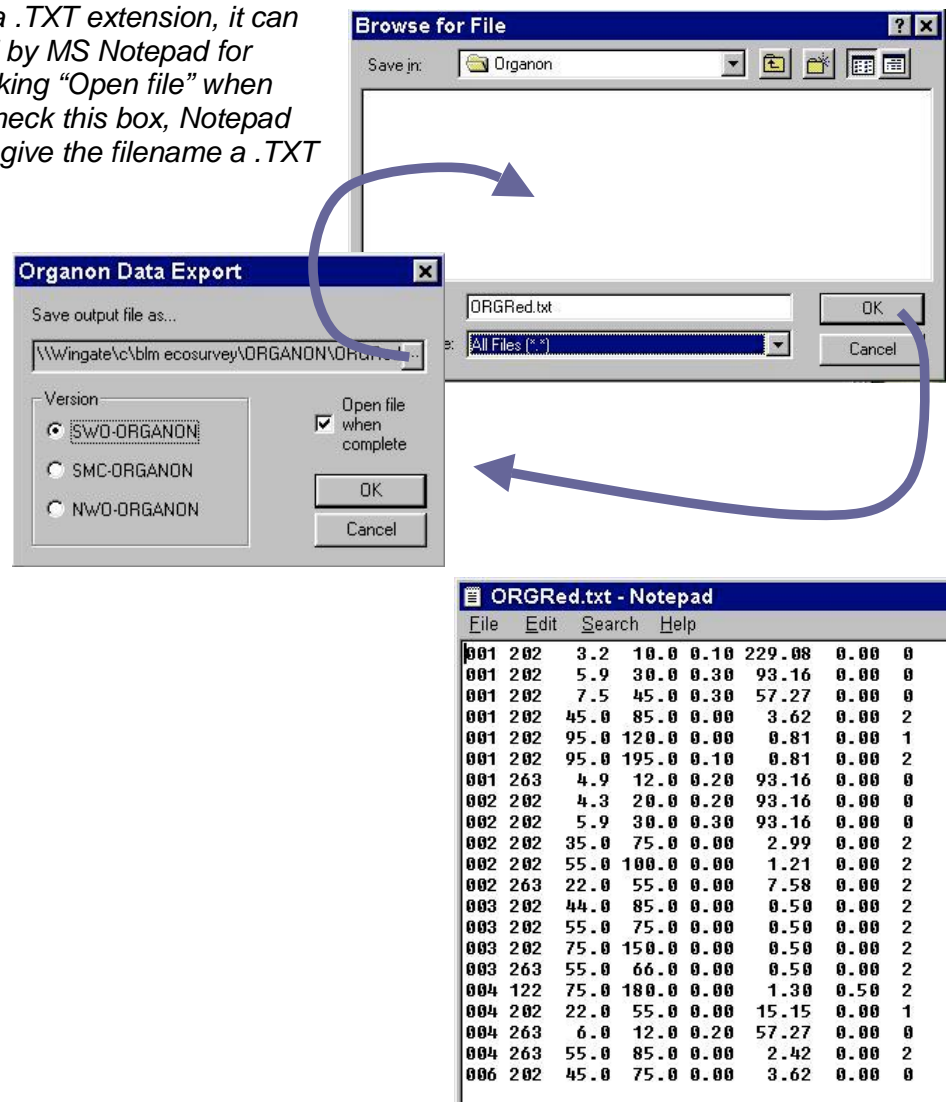 a .TXT extension, it can
by MS Notepad for
king “Open file” when
heck this box, Notepad
give the filename a .TXT
Browse for File
Save in: Organon
ORGRed.txt
e: All Files (*.*)
OK
Cancel
Organon Data Export
Save output file as...
\\Wingate\c\blm ecosurvey\ORGANON\ORGRed ...
Version
SWO-ORGANON
SMC-ORGANON
NWO-ORGANON
Open file
when
complete
OK
Cancel
ORGRed.txt - Notepad
File Edit Search Help
001 202 3.2 10.0 0.10 229.08 0.00 0
001 202 5.9 30.0 0.30 93.16 0.00 0
001 202 7.5 45.0 0.30 57.27 0.00 0
001 202 45.0 85.0 0.00 3.62 0.00 2
001 202 95.0 120.0 0.00 0.81 0.00 1
001 202 95.0 195.0 0.10 0.81 0.00 2
001 263 4.9 12.0 0.20 93.16 0.00 0
002 202 4.3 20.0 0.20 93.16 0.00 0
002 202 5.9 30.0 0.30 93.16 0.00 0
002 202 35.0 75.0 0.00 2.99 0.00 2
002 202 55.0 100.0 0.00 1.21 0.00 2
002 263 22.0 55.0 0.00 7.58 0.00 2
003 202 44.0 85.0 0.00 0.50 0.00 2
003 202 55.0 75.0 0.00 0.50 0.00 2
003 202 75.0 150.0 0.00 0.50 0.00 2
003 263 55.0 66.0 0.00 0.50 0.00 2
004 122 75.0 180.0 0.00 1.30 0.50 2
004 202 22.0 55.0 0.00 15.15 0.00 1
004 263 6.0 12.0 0.20 57.27 0.00 0
004 263 55.0 85.0 0.00 2.42 0.00 2
006 202 45.0 75.0 0.00 3.62 0.00 0